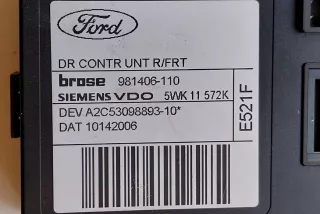 Ford
DR CONTR UNT R/FRT
brose 981406-110
SIEMENS VDO 5WK 11 572K
DEV A2C53098893-10*
DAT 10142006
E521F